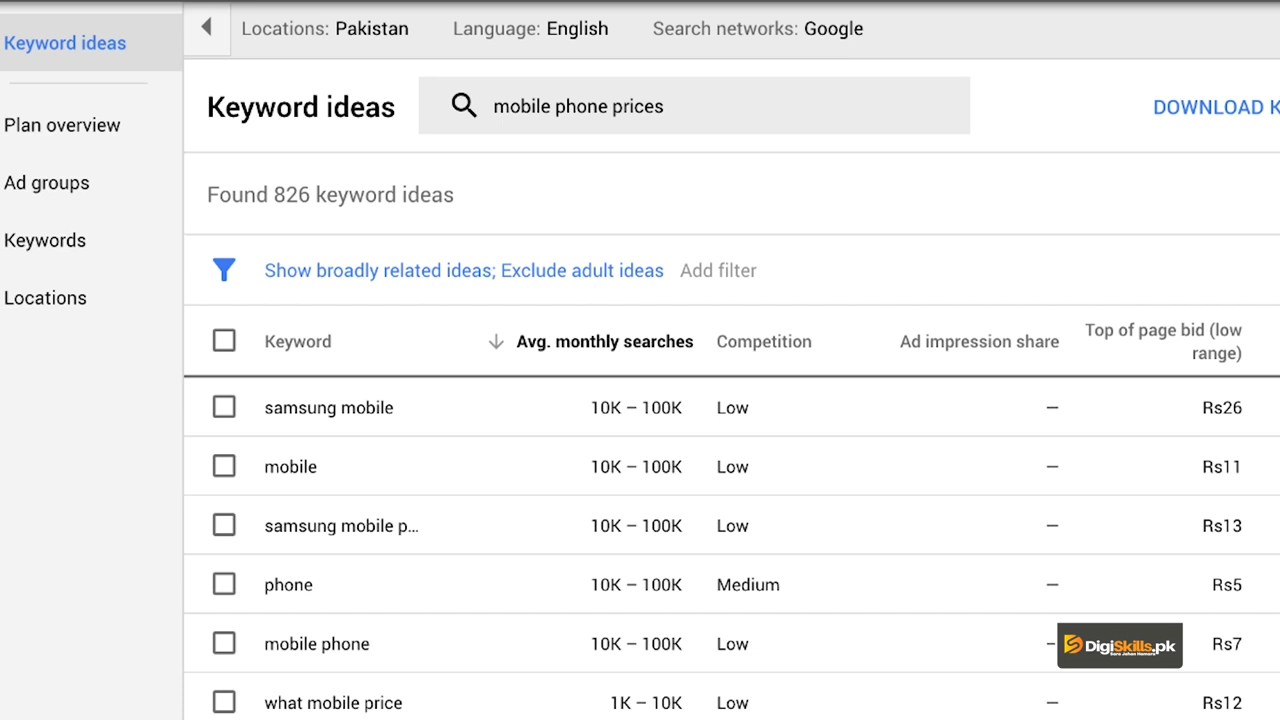 Keyword ideas
Plan overview
Ad groups
Keywords
Locations
Locations: Pakistan Language: English Search networks: Google
Keyword ideas mobile phone prices DOWNLOAD K
Found 826 keyword ideas
Show broadly related ideas; Exclude adult ideas Add filter
Keyword Avg. monthly searches Competition Ad impression share Top of page bid (low range)
samsung mobile 10K – 100K Low – Rs26
mobile 10K – 100K Low – Rs11
samsung mobile p... 10K – 100K Low – Rs13
phone 10K – 100K Medium – Rs5
mobile phone 10K – 100K Low – Rs7
DigiSkills.pk
what mobile price 1K – 10K Low – Rs12